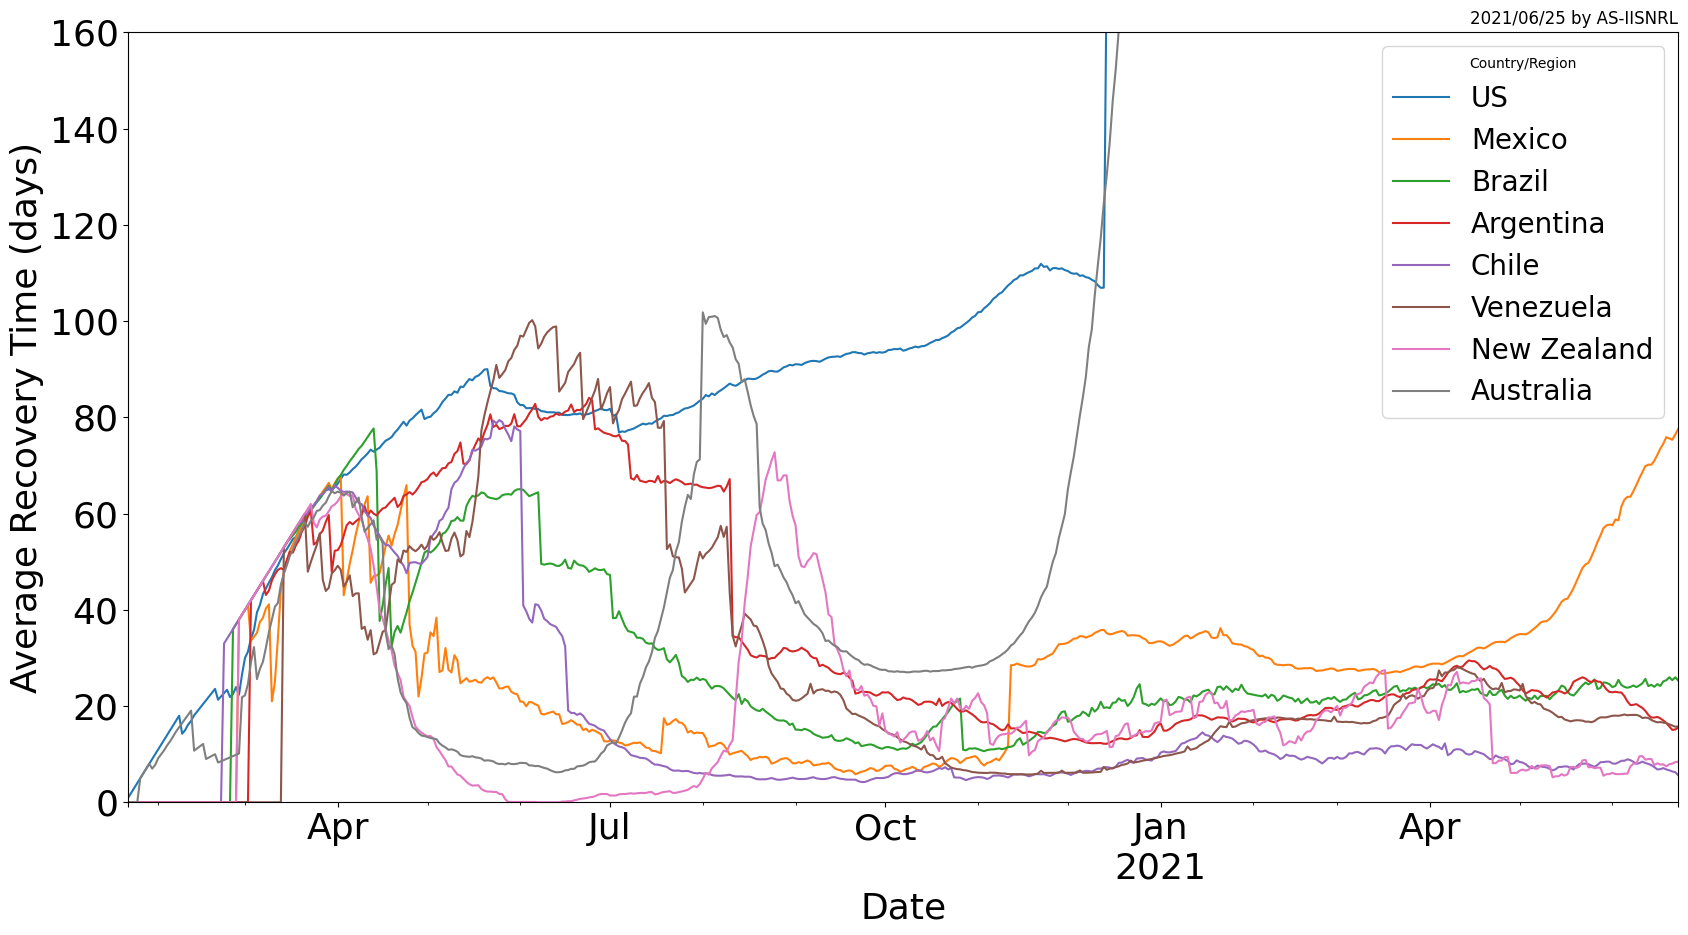 2021/06/25 by AS-IISNRL
160
140
120
100
80
60
40
20
0
Average Recovery Time (days)
Country/Region
US
Mexico
Brazil
Argentina
Chile
Venezuela
New Zealand
Australia
Apr
Jul
Oct
Jan
2021
Apr
Date